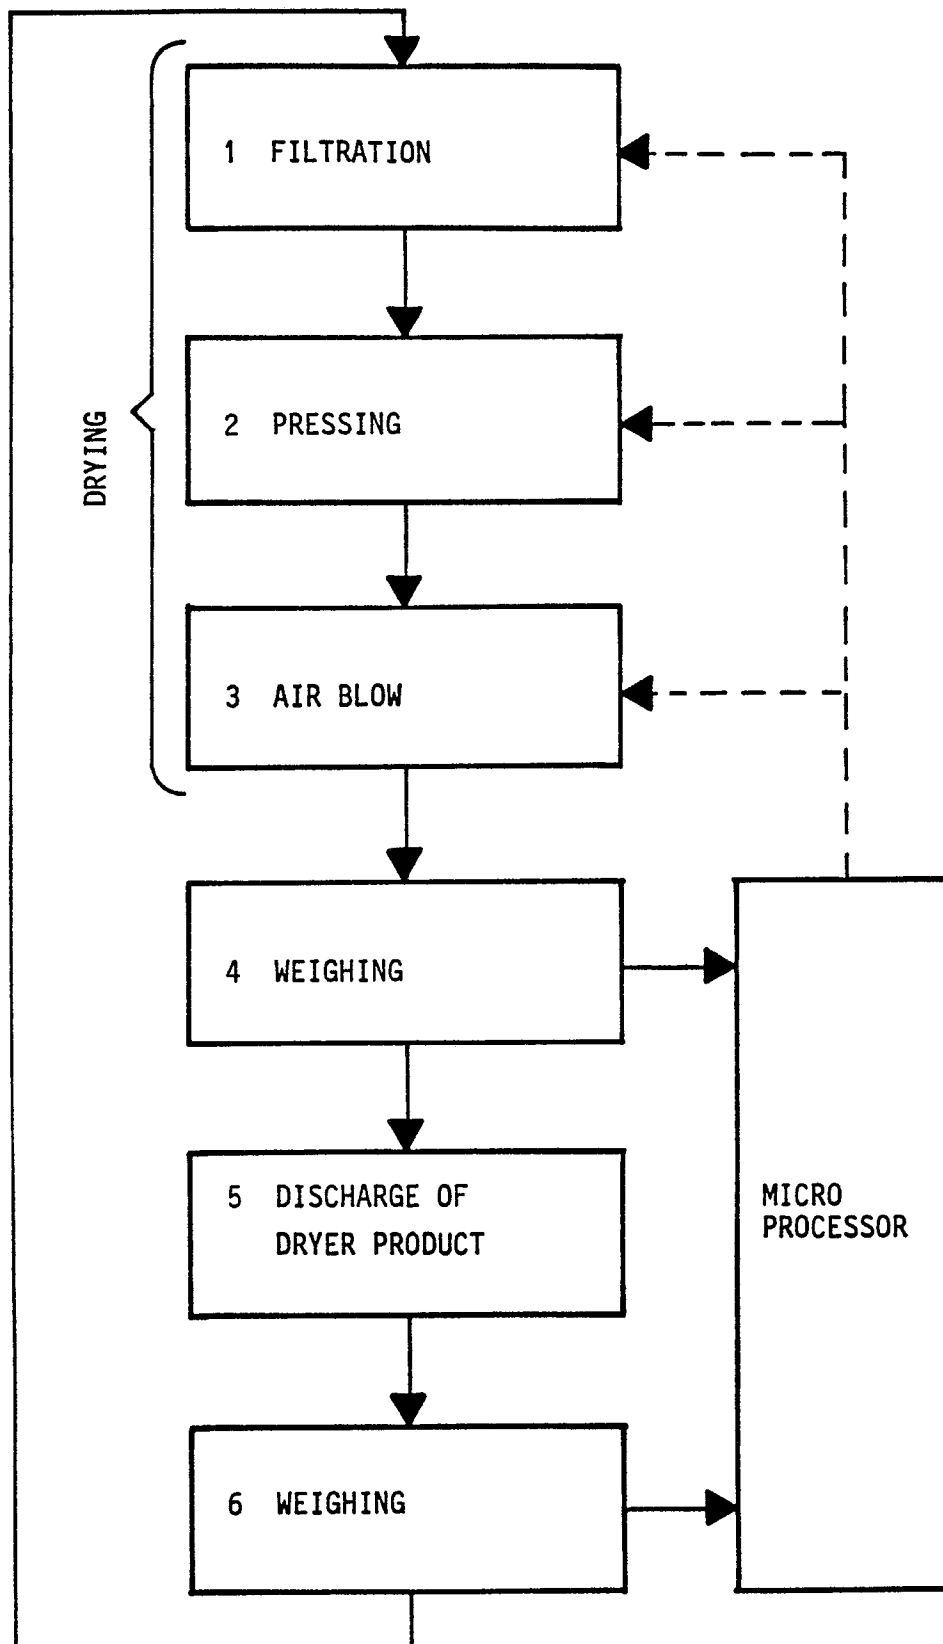 1 FILTRATION
DRYING
2 PRESSING
3 AIR BLOW
4 WEIGHING
5 DISCHARGE OF
DRYER PRODUCT
MICRO
PROCESSOR
6 WEIGHING